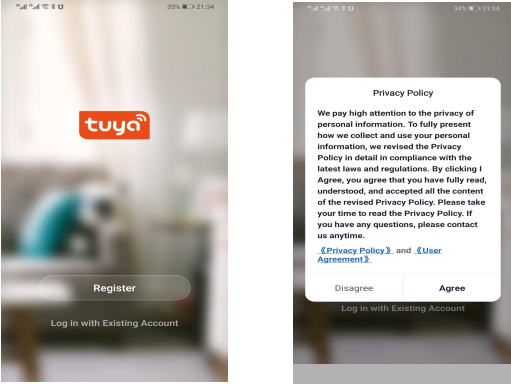 35% 21:34
tuya
Register
Log in with Existing Account
34% 21:34
Privacy Policy
We pay high attention to the privacy of
personal information. To fully present
how we collect and use your personal
information, we revised the Privacy
Policy in detail in compliance with the
latest laws and regulations. By clicking I
Agree, you agree that you have fully read,
understood, and accepted all the content
of the revised Privacy Policy. Please take
your time to read the Privacy Policy. If
you have any questions, please contact
us anytime.
《Privacy Policy》 and 《User
Agreement》
Disagree Agree
Log in with Existing Account